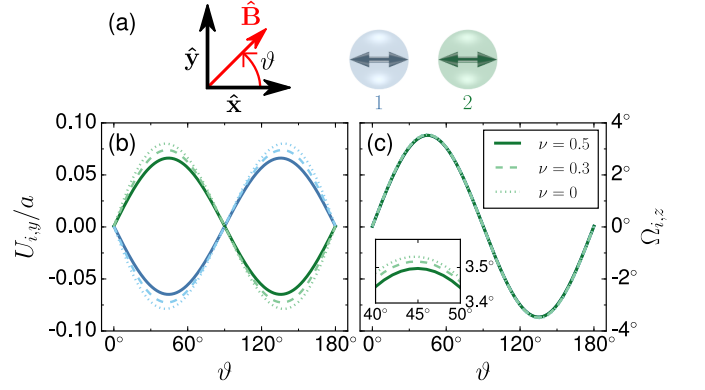 (a)
B̂
ŷ
ϑ
x̂
1 2
(b)
0.10
0.05
0.00
-0.05
-0.10
U_{i,y}/a
0° 60° 120° 180°
ϑ
(c)
ν = 0.5
ν = 0.3
ν = 0
3.5°
3.4°
40° 45° 50°
4°
2°
0°
-2°
-4°
Ω_{i,z}
0° 60° 120° 180°
ϑ